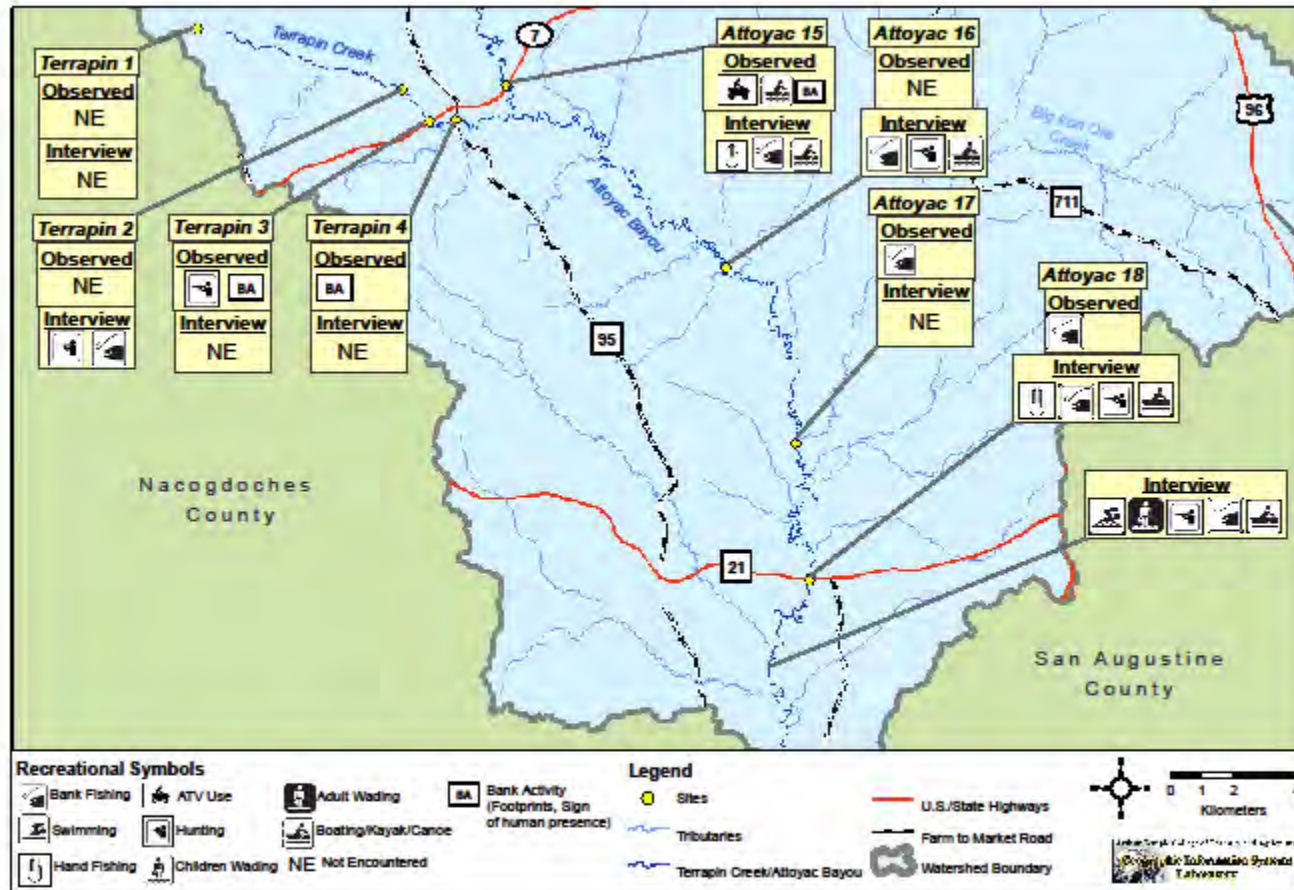 Terrapin Creek
7
Terrapin 1
Observed
NE
Interview
NE
Attoyac 15
Observed
BA
Interview
Attoyac 16
Observed
NE
Interview
96
Big Iron Ore
Creek
711
Terrapin 2
Observed
NE
Interview
Terrapin 3
Observed
BA
Interview
NE
Terrapin 4
Observed
BA
Interview
NE
Attoyac Bayou
Attoyac 17
Observed
Interview
NE
Attoyac 18
Observed
Interview
95
Nacogdoches
County
Interview
21
San Augustine
County
Recreational Symbols
Bank Fishing
ATV Use
Adult Wading
BA
Bank Activity
(Footprints, Sign
of human presence)
Swimming
Hunting
Boating/Kayak/Canoe
Hand Fishing
Children Wading
NE Not Encountered
Legend
Sites
Tributaries
Terrapin Creek/Attoyac Bayou
U.S./State Highways
Farm to Market Road
Watershed Boundary
0 1 2
Kilometers
Geographic Information Systems
Laboratory